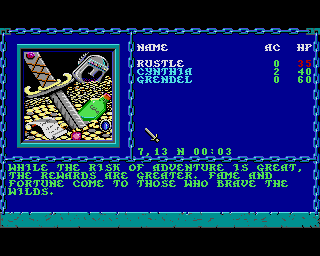 NAME AC HP
RUSTLE 0 35
CYNTHIA 2 40
GRENDEL 0 60
7,13 N 00:03
WHILE THE RISK OF ADVENTURE IS GREAT,
THE REWARDS ARE GREATER. FAME AND
FORTUNE COME TO THOSE WHO BRAVE THE
WILDS.